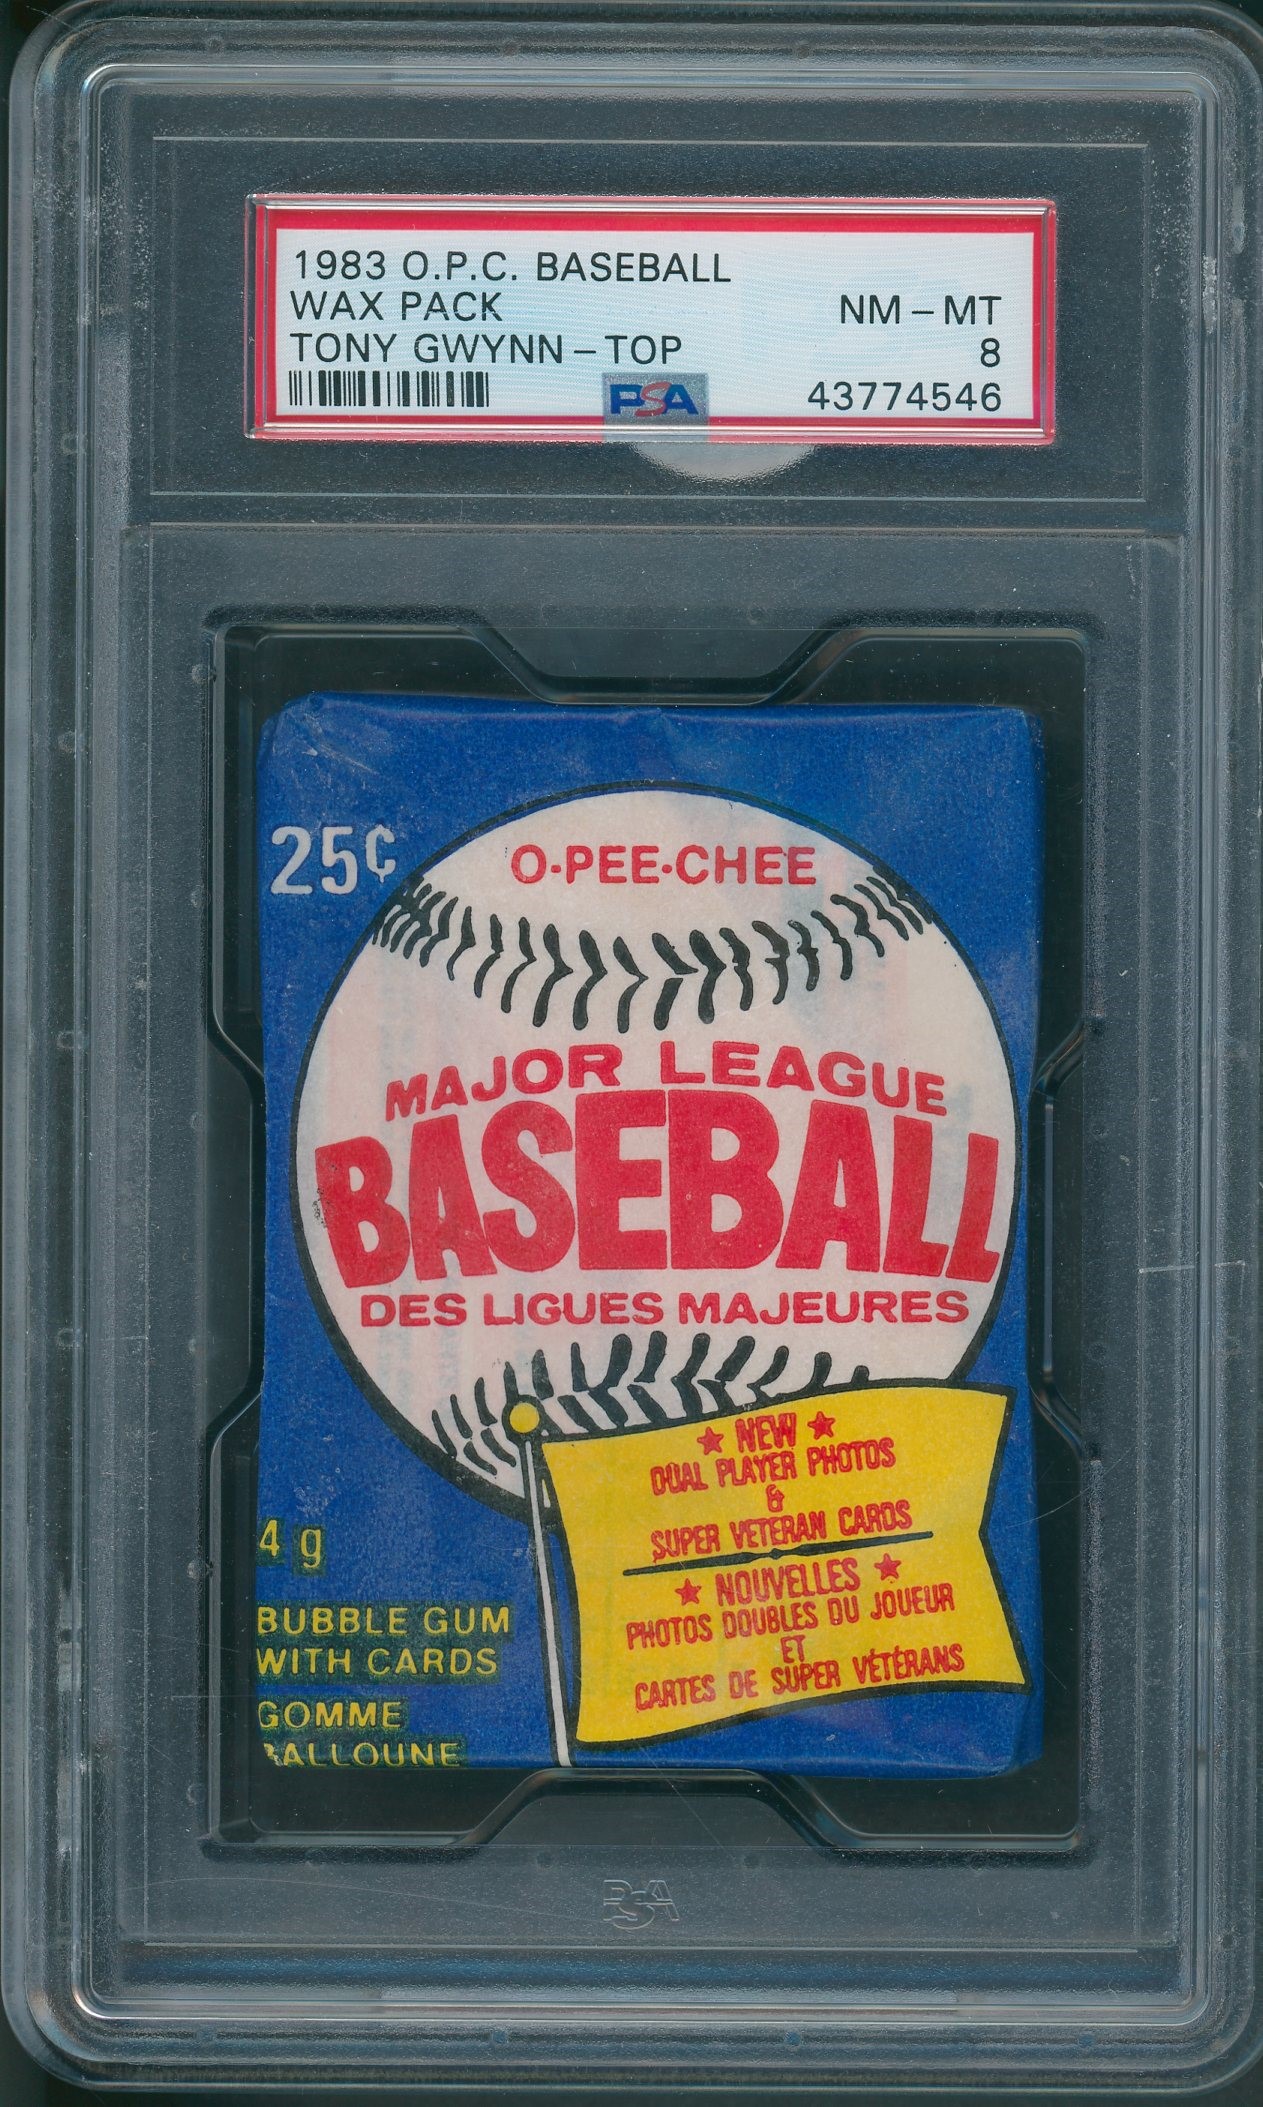 1983 O.P.C. BASEBALL
WAX PACK
NM – MT
TONY GWYNN – TOP
8
PSA
43774546
25¢
O-PEE-CHEE
MAJOR LEAGUE
BASEBALL
DES LIGUES MAJEURES
★ NEW ★
DUAL PLAYER PHOTOS
&
SUPER VETERAN CARDS
★ NOUVELLES ★
PHOTOS DOUBLES DU JOUEUR
ET
CARTES DE SUPER VÉTÉRANS
4 g
BUBBLE GUM
WITH CARDS
GOMME
BALLOUNE
PSA